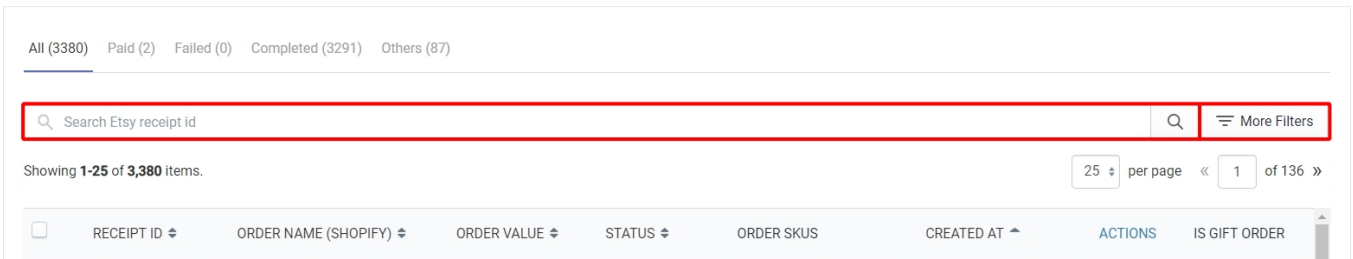 All (3380) Paid (2) Failed (0) Completed (3291) Others (87)
Search Etsy receipt id More Filters
Showing 1-25 of 3,380 items. 25 per page « 1 of 136 »
RECEIPT ID ORDER NAME (SHOPIFY) ORDER VALUE STATUS ORDER SKUS CREATED AT ACTIONS IS GIFT ORDER